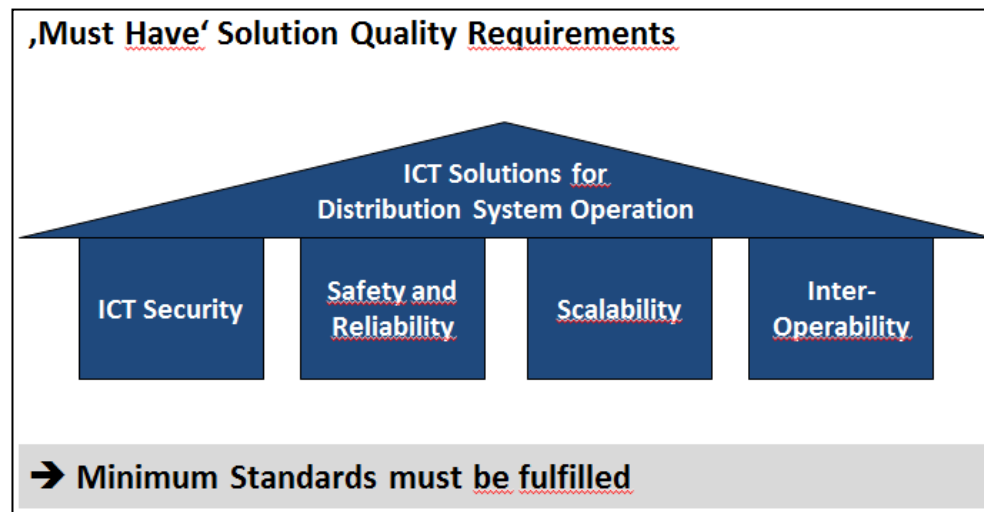 ‚Must Have‘ Solution Quality Requirements
ICT Solutions for
Distribution System Operation
ICT Security
Safety and
Reliability
Scalability
Inter-
Operability
➔ Minimum Standards must be fulfilled